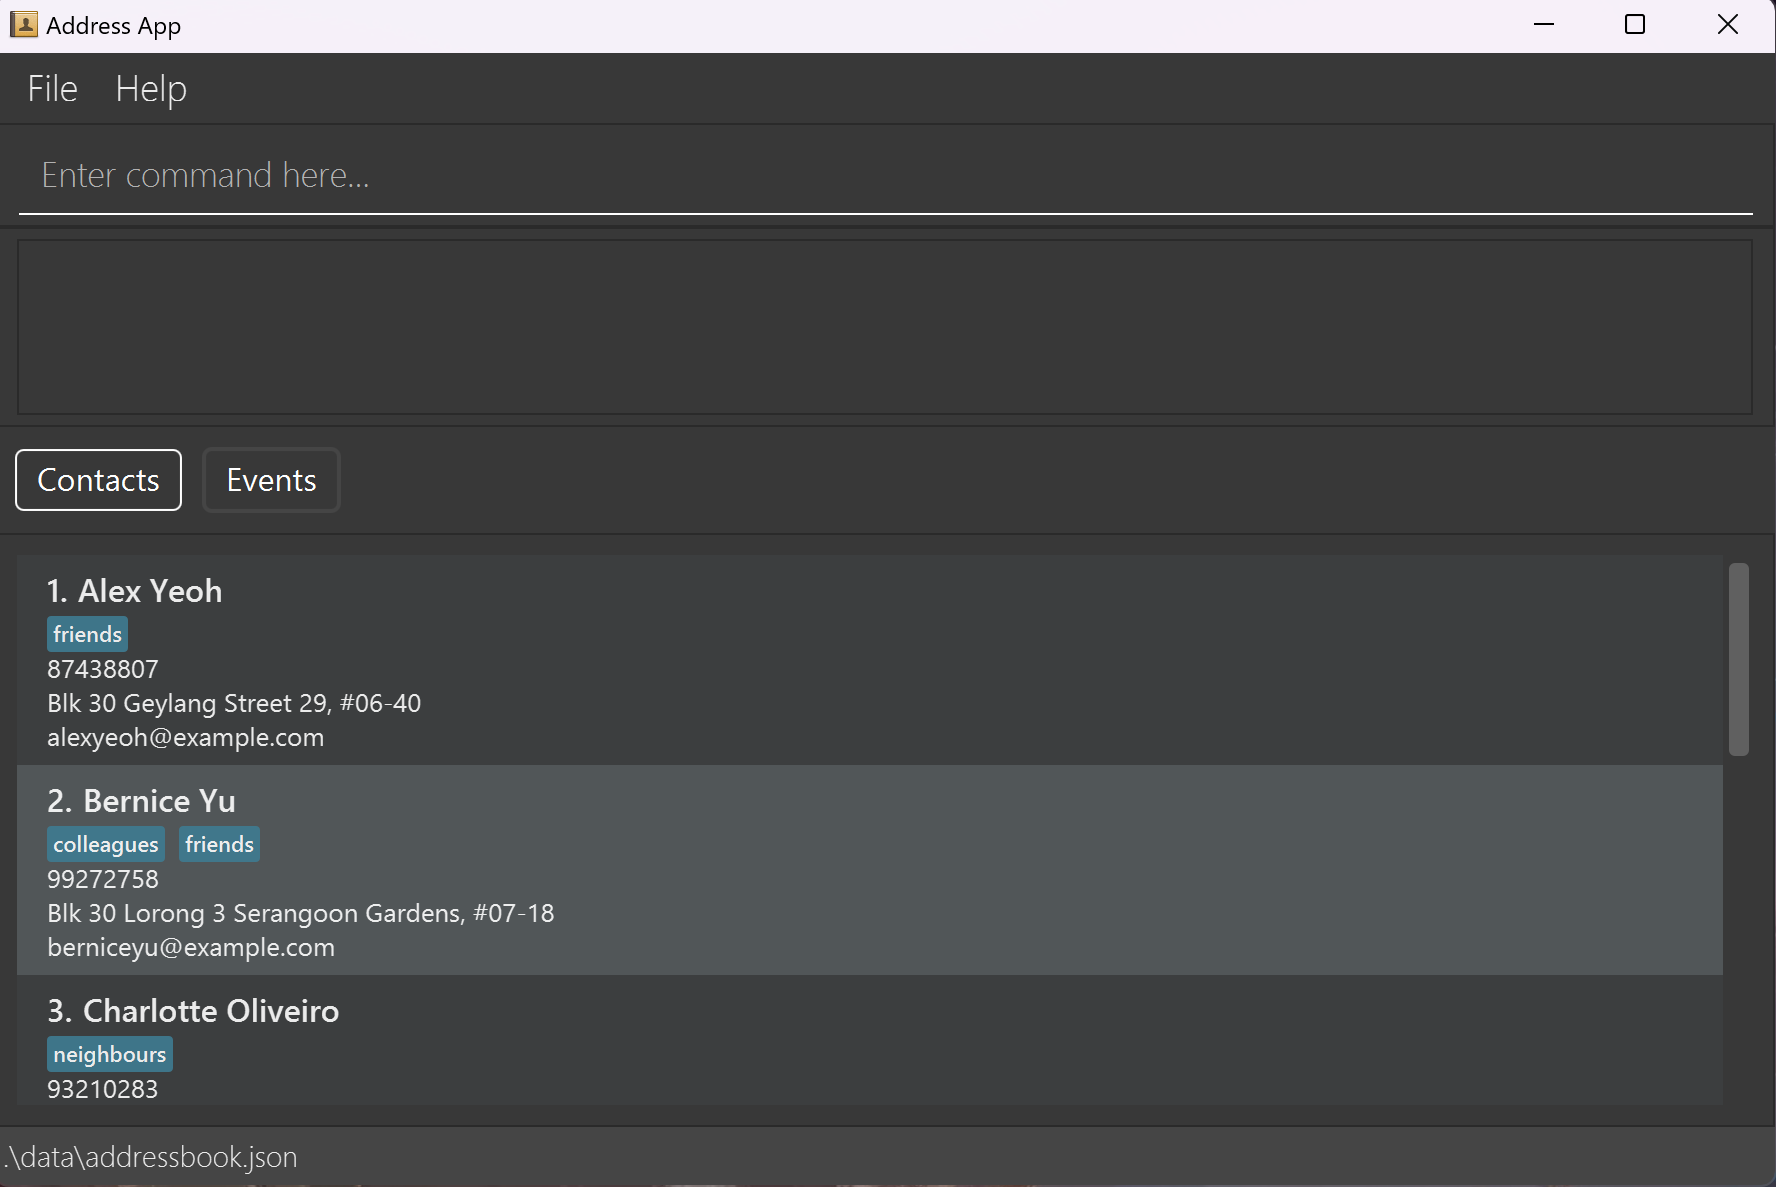 Address App
File Help
Enter command here...
Contacts Events
1. Alex Yeoh
friends
87438807
Blk 30 Geylang Street 29, #06-40
alexyeoh@example.com
2. Bernice Yu
colleagues friends
99272758
Blk 30 Lorong 3 Serangoon Gardens, #07-18
berniceyu@example.com
3. Charlotte Oliveiro
neighbours
93210283
.\data\addressbook.json